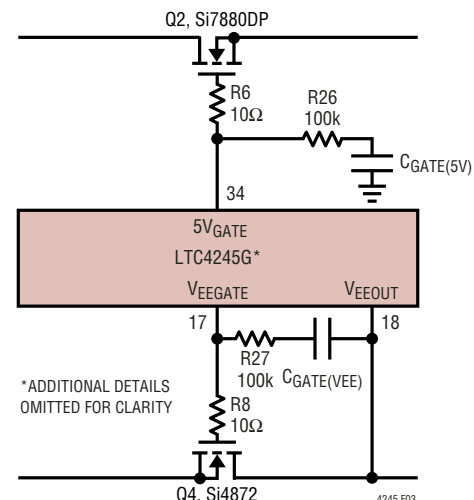 Q2, Si7880DP
R6
10Ω
R26
100k
CGATE(5V)
34
5VGATE
LTC4245G*
VEEGATE
VEEOUT
17
18
R27
100k
CGATE(VEE)
*ADDITIONAL DETAILS
OMITTED FOR CLARITY
R8
10Ω
Q4, Si4872
4245 F03